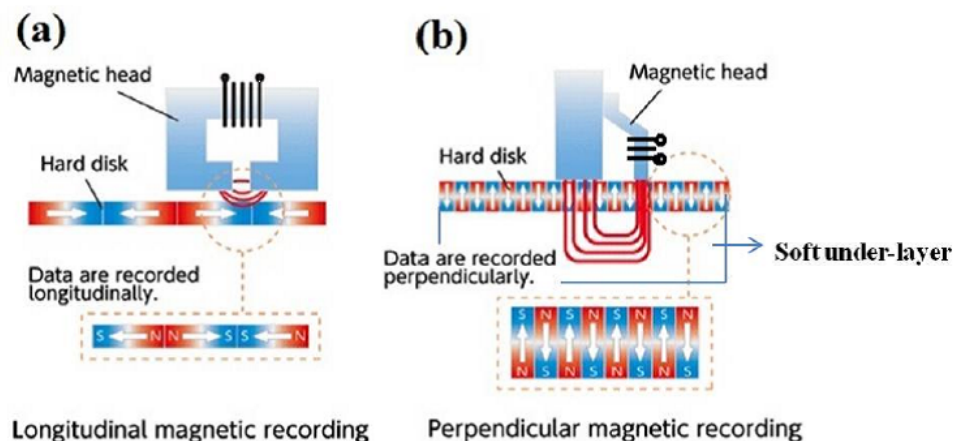 (a)
Magnetic head
Hard disk
Data are recorded
longitudinally.
S N N S S N
Longitudinal magnetic recording
(b)
Magnetic head
Hard disk
Data are recorded
perpendicularly.
Soft under-layer
S N S N S N S N
N S N S N S N S
Perpendicular magnetic recording